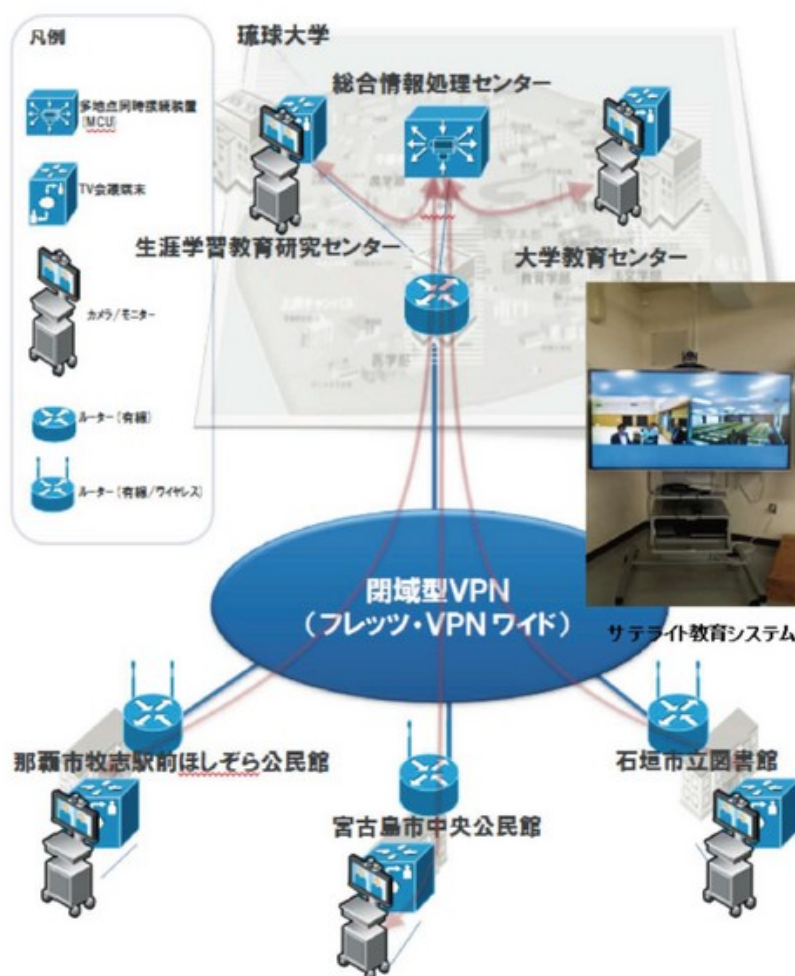 凡例
多地点同時接続装置
(MCU)
TV会議端末
カメラ/モニター
ルーター(有線)
ルーター(有線/ワイヤレス)
琉球大学
総合情報処理センター
生涯学習教育研究センター
大学教育センター
教育学部
医学部
閉域型VPN
(フレッツ・VPNワイド)
サテライト教育システム
那覇市牧志駅前ほしぞら公民館
宮古島市中央公民館
石垣市立図書館